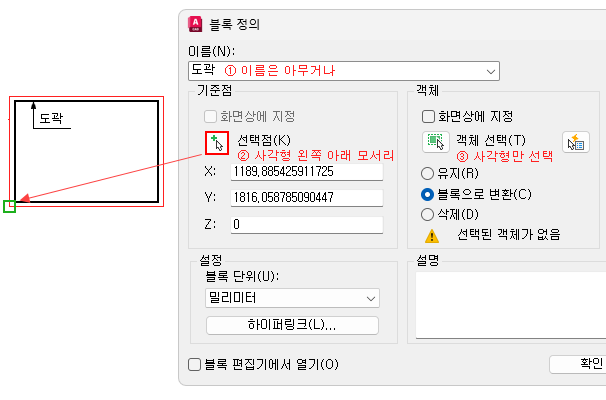 도곽
A CAD 블록 정의
이름(N):
도곽 ① 이름은 아무거나
기준점
화면상에 지정
선택점(K)
② 사각형 왼쪽 아래 모서리
X: 1189,885425911725
Y: 1816,058785090447
Z: 0
객체
화면상에 지정
객체 선택(T)
③ 사각형만 선택
유지(R)
블록으로 변환(C)
삭제(D)
선택된 객체가 없음
설정
블록 단위(U):
밀리미터
하이퍼링크(L)...
설명
블록 편집기에서 열기(O)
확인